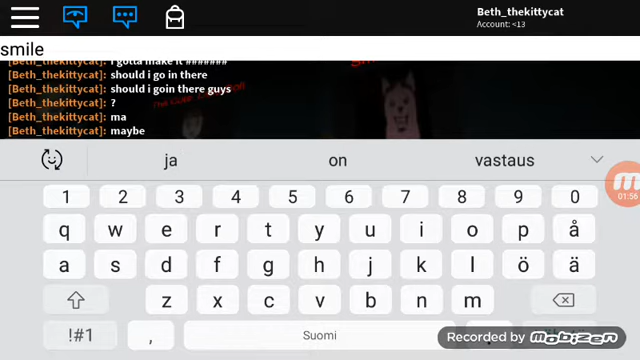 Beth_thekittycat
Account: <13
smile
[Beth_thekittycat]: i gotta make it #######
[Beth_thekittycat]: should i go in there
[Beth_thekittycat]: should i goin there guys
[Beth_thekittycat]: ?
[Beth_thekittycat]: ma
[Beth_thekittycat]: maybe
ja on vastaus
1 2 3 4 5 6 7 8 9 0
01:56
q w e r t y u i o p å
a s d f g h j k l ö ä
z x c v b n m
!#1 , Suomi
Recorded by MOBIZEN